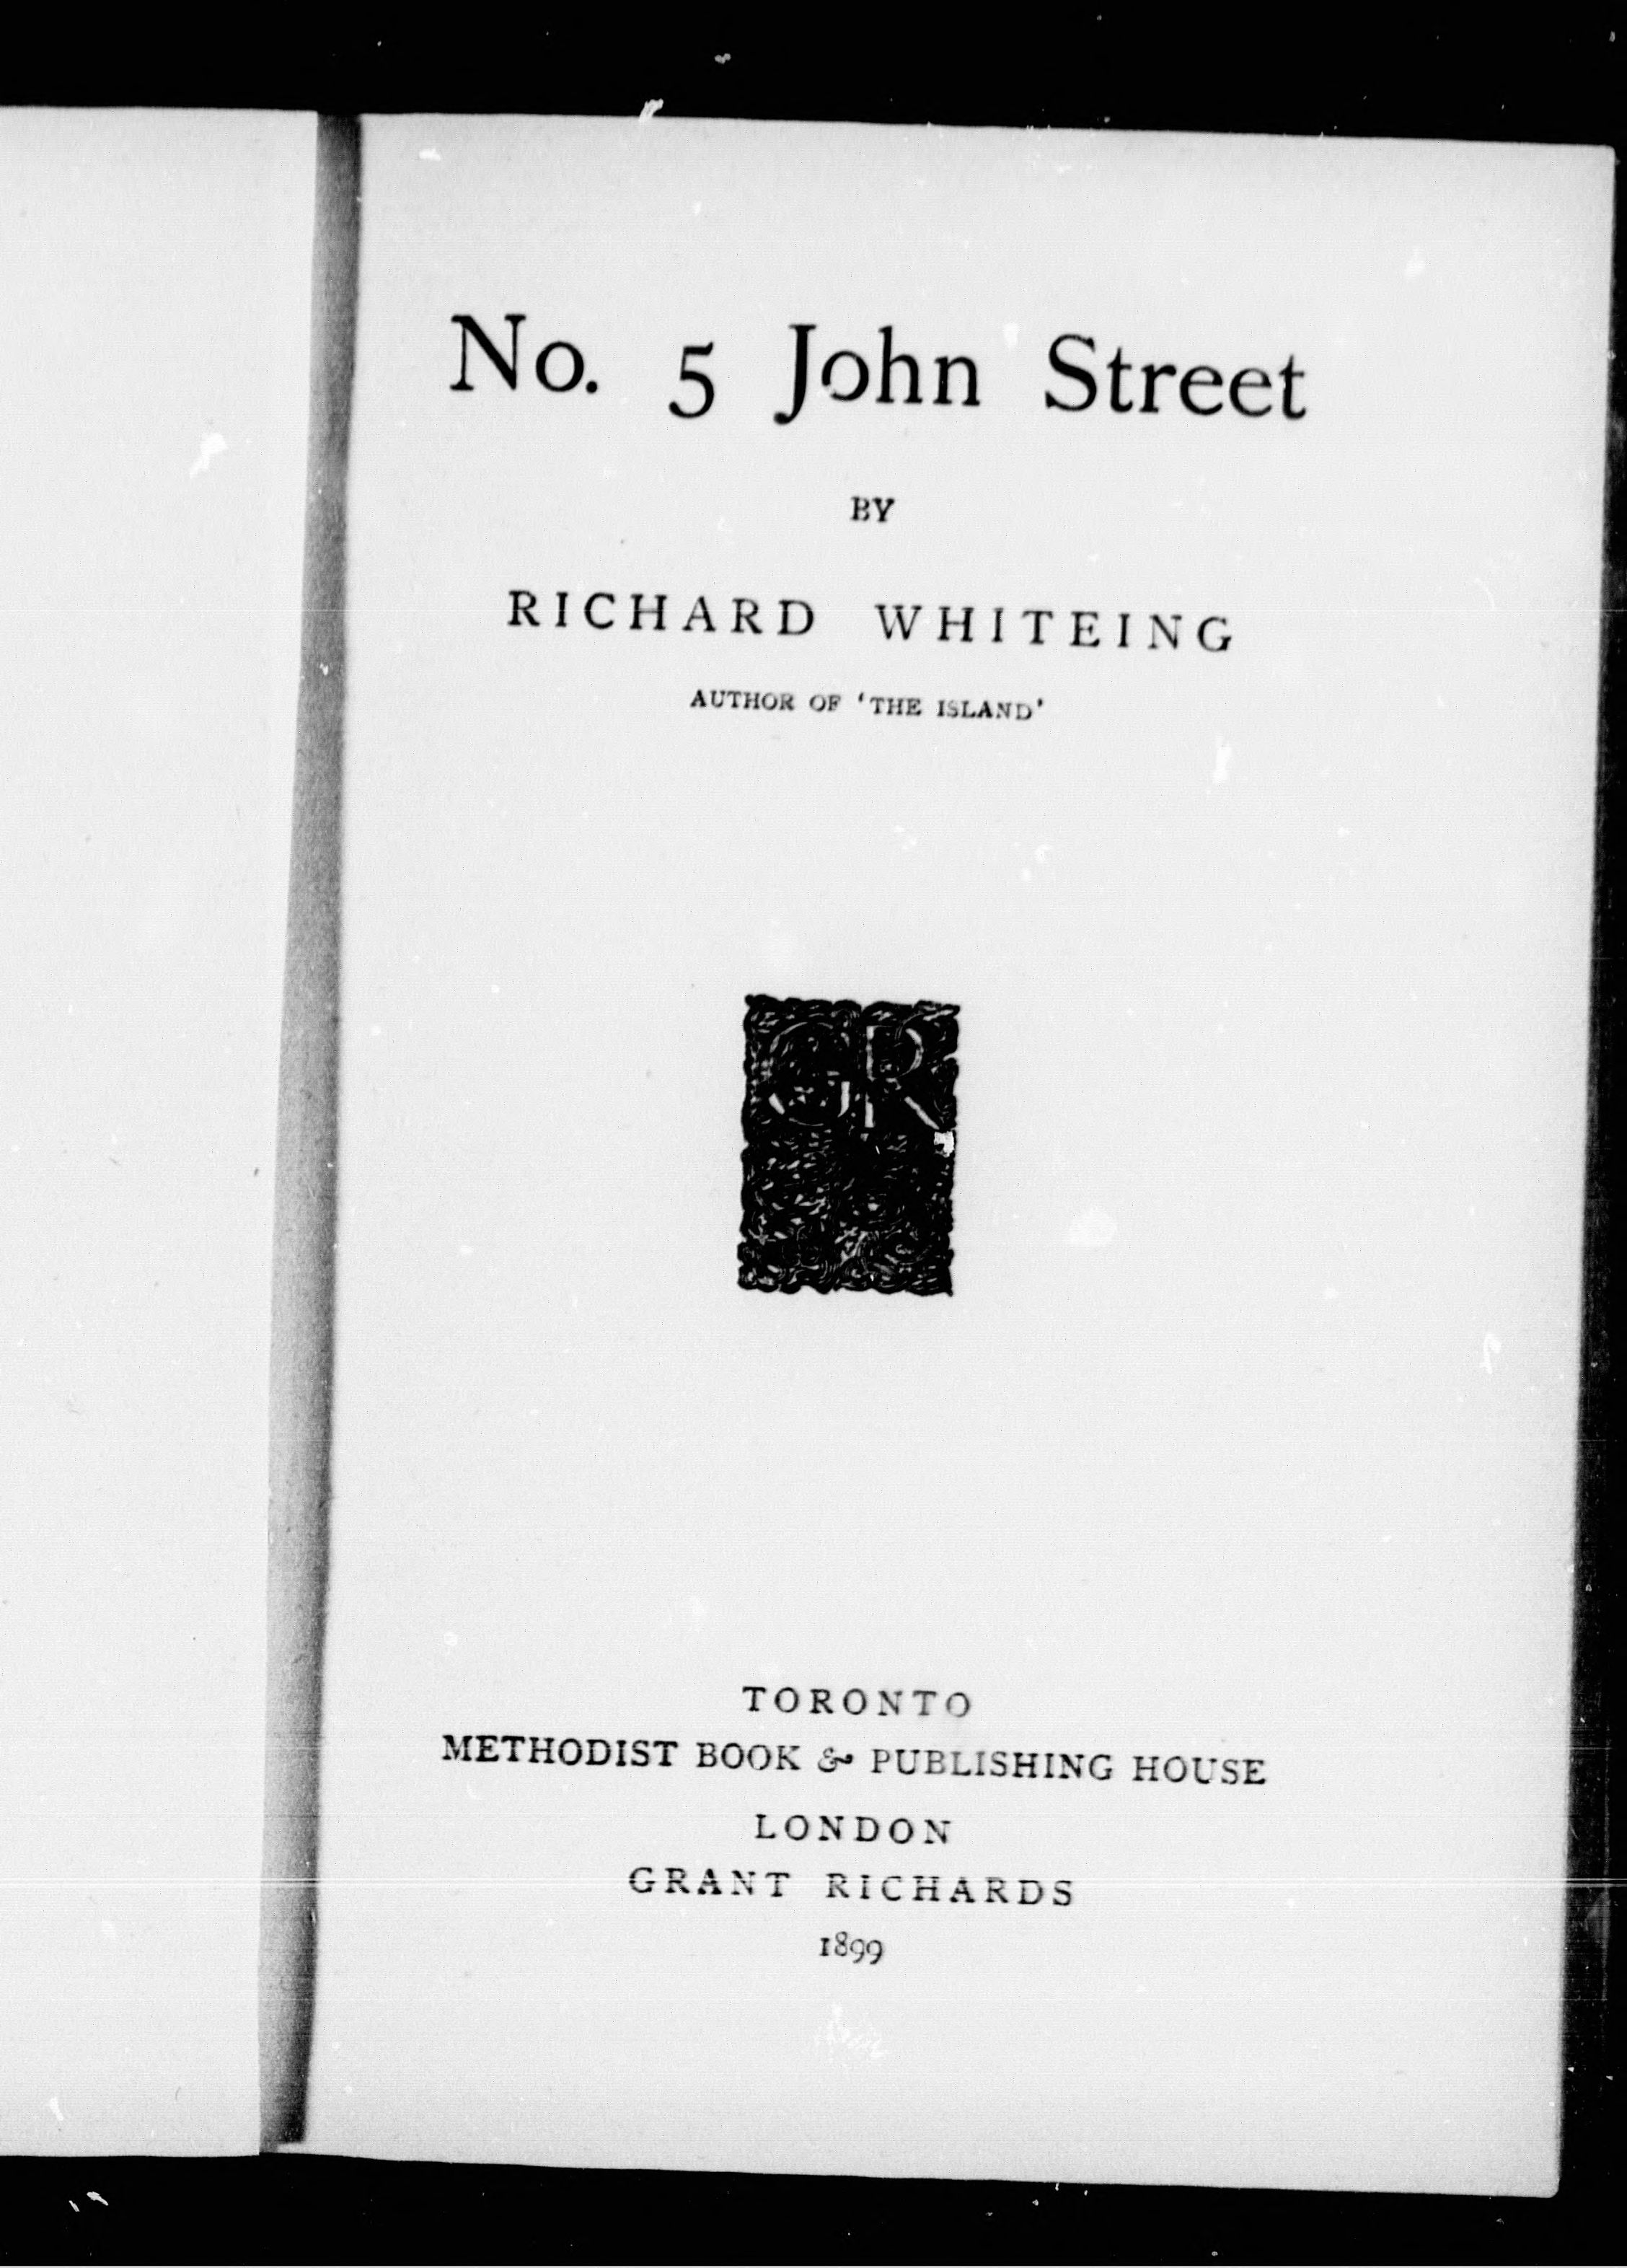 No. 5 John Street
BY
RICHARD WHITEING
AUTHOR OF 'THE ISLAND'
GR
TORONTO
METHODIST BOOK & PUBLISHING HOUSE
LONDON
GRANT RICHARDS
1899